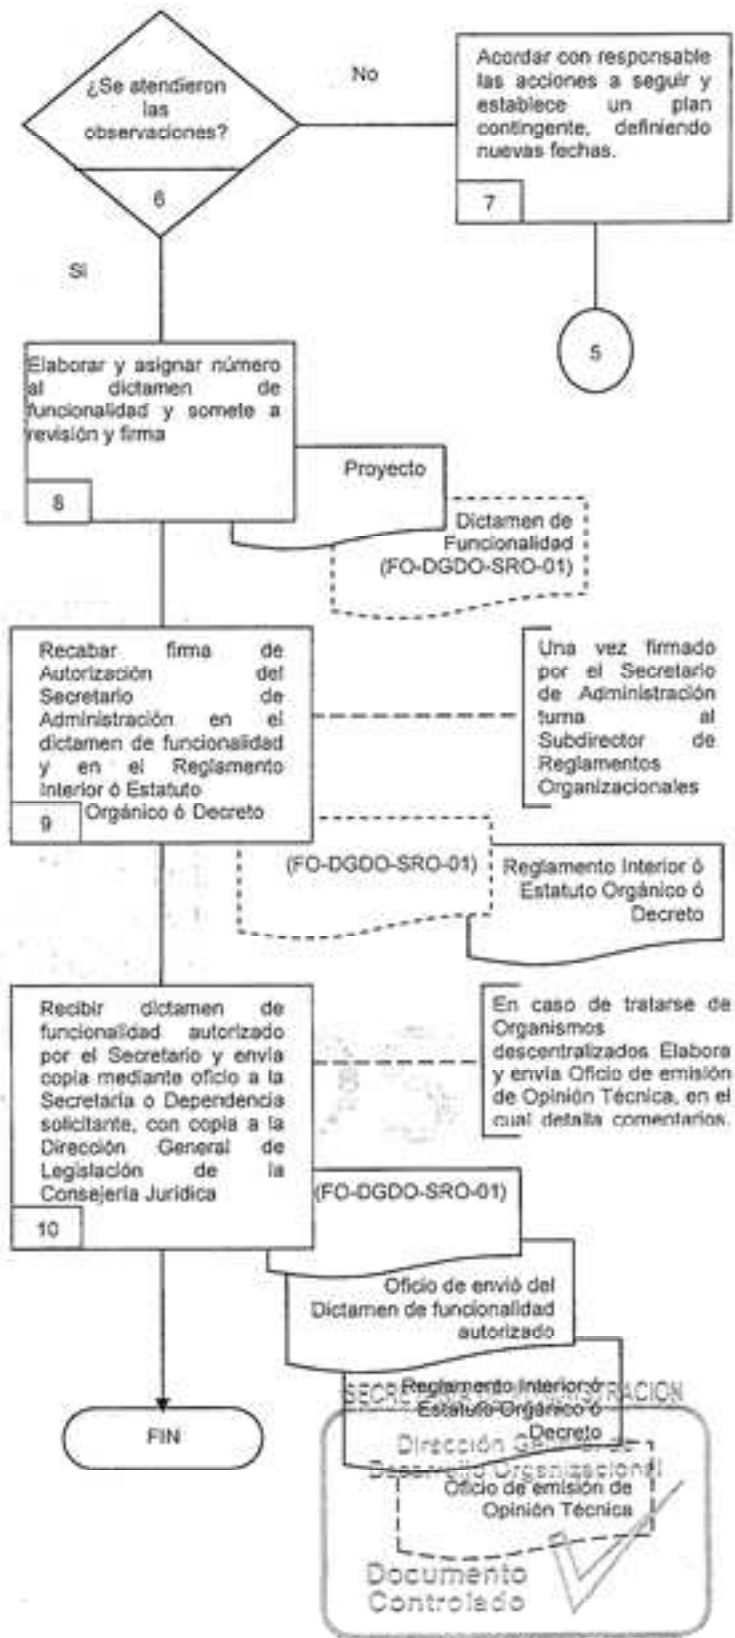 ¿Se atendieron
las
observaciones?
6
No
Acordar con responsable
las acciones a seguir y
establece un plan
contingente, definiendo
nuevas fechas.
7
Si
5
Elaborar y asignar número
al dictamen de
funcionalidad y somete a
revisión y firma
8
Proyecto
Dictamen de
Funcionalidad
(FO-DGDO-SRO-01)
Recabar firma de
Autorización del
Secretario de
Administración en el
dictamen de funcionalidad
y en el Reglamento
Interior ó Estatuto
Orgánico ó Decreto
9
Una vez firmado
por el Secretario
de Administración
turna al
Subdirector de
Reglamentos
Organizacionales
(FO-DGDO-SRO-01)
Reglamento Interior ó
Estatuto Orgánico ó
Decreto
Recibir dictamen de
funcionalidad autorizado
por el Secretario y envia
copia mediante oficio a la
Secretaria o Dependencia
solicitante, con copia a la
Dirección General de
Legislación de la
Consejería Jurídica
10
En caso de tratarse de
Organismos
descentralizados Elabora
y envia Oficio de emisión
de Opinión Técnica, en el
cual detalla comentarios.
(FO-DGDO-SRO-01)
Oficio de envió del
Dictamen de funcionalidad
autorizado
Reglamento Interior ó
Estatuto Orgánico ó
Decreto
Oficio de emisión de
Opinión Técnica
FIN
Dirección General de
Desarrollo Organizacional
Documento
Controlado